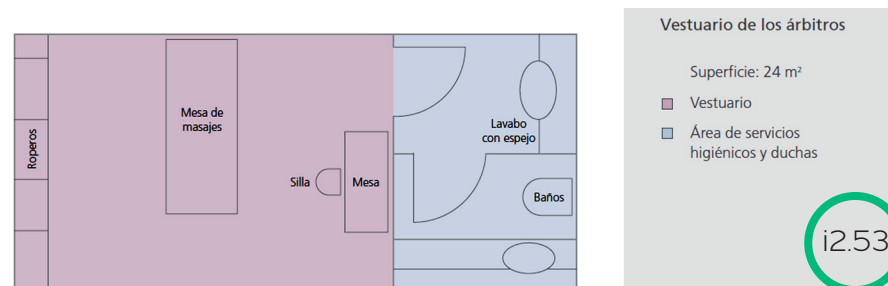 Roperos
Mesa de
masajes
Silla
Mesa
Lavabo
con espejo
Baños
Vestuario de los árbitros
Superficie: 24 m²
Vestuario
Área de servicios
higiénicos y duchas
i2.53